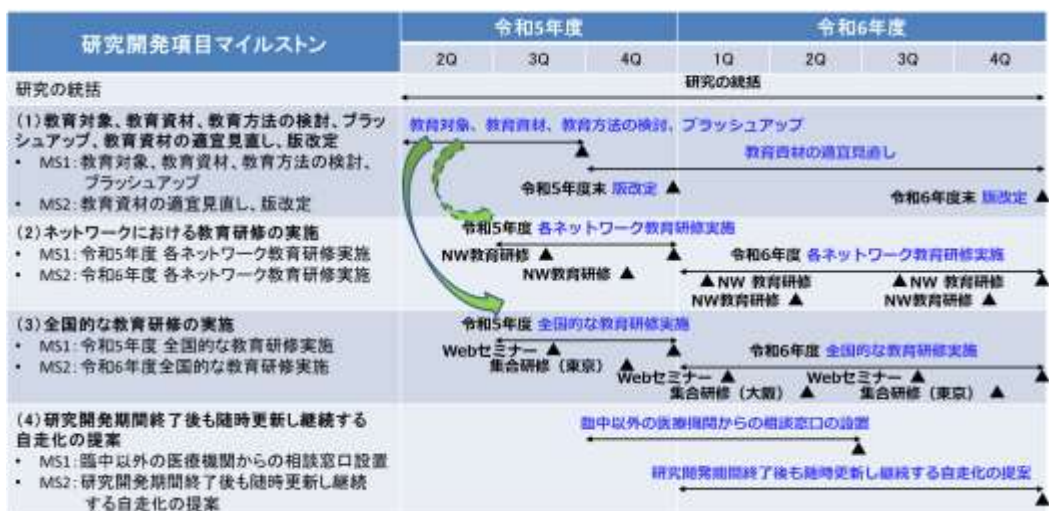 研究開発項目マイルストン
令和5年度
令和6年度
2Q
3Q
4Q
1Q
2Q
3Q
4Q
研究の統括
研究の統括
(1)教育対象、教育資材、教育方法の検討、ブラッ
シュアップ、教育資材の適宜見直し、版改定
• MS1:教育対象、教育資材、教育方法の検討、
ブラッシュアップ
• MS2:教育資材の適宜見直し、版改定
教育対象、教育資材、教育方法の検討、ブラッシュアップ
教育資材の適宜見直し
令和5年度末 版改定
令和6年度末 版改定
(2)ネットワークにおける教育研修の実施
• MS1:令和5年度 各ネットワーク教育研修実施
• MS2:令和6年度 各ネットワーク教育研修実施
令和5年度 各ネットワーク教育研修実施
NW教育研修
NW教育研修
令和6年度 各ネットワーク教育研修実施
NW 教育研修
NW教育研修
NW 教育研修
NW教育研修
(3)全国的な教育研修の実施
• MS1:令和5年度 全国的な教育研修実施
• MS2:令和6年度全国的な教育研修実施
令和5年度 全国的な教育研修実施
Webセミナー
集合研修(東京)
令和6年度 全国的な教育研修実施
Webセミナー
集合研修(大阪)
Webセミナー
集合研修(東京)
(4)研究開発期間終了後も随時更新し継続する
自走化の提案
• MS1:臨中以外の医療機関からの相談窓口設置
• MS2:研究開発期間終了後も随時更新し継続
する自走化の提案
臨中以外の医療機関からの相談窓口の設置
研究開発期間終了後も随時更新し継続する自走化の提案